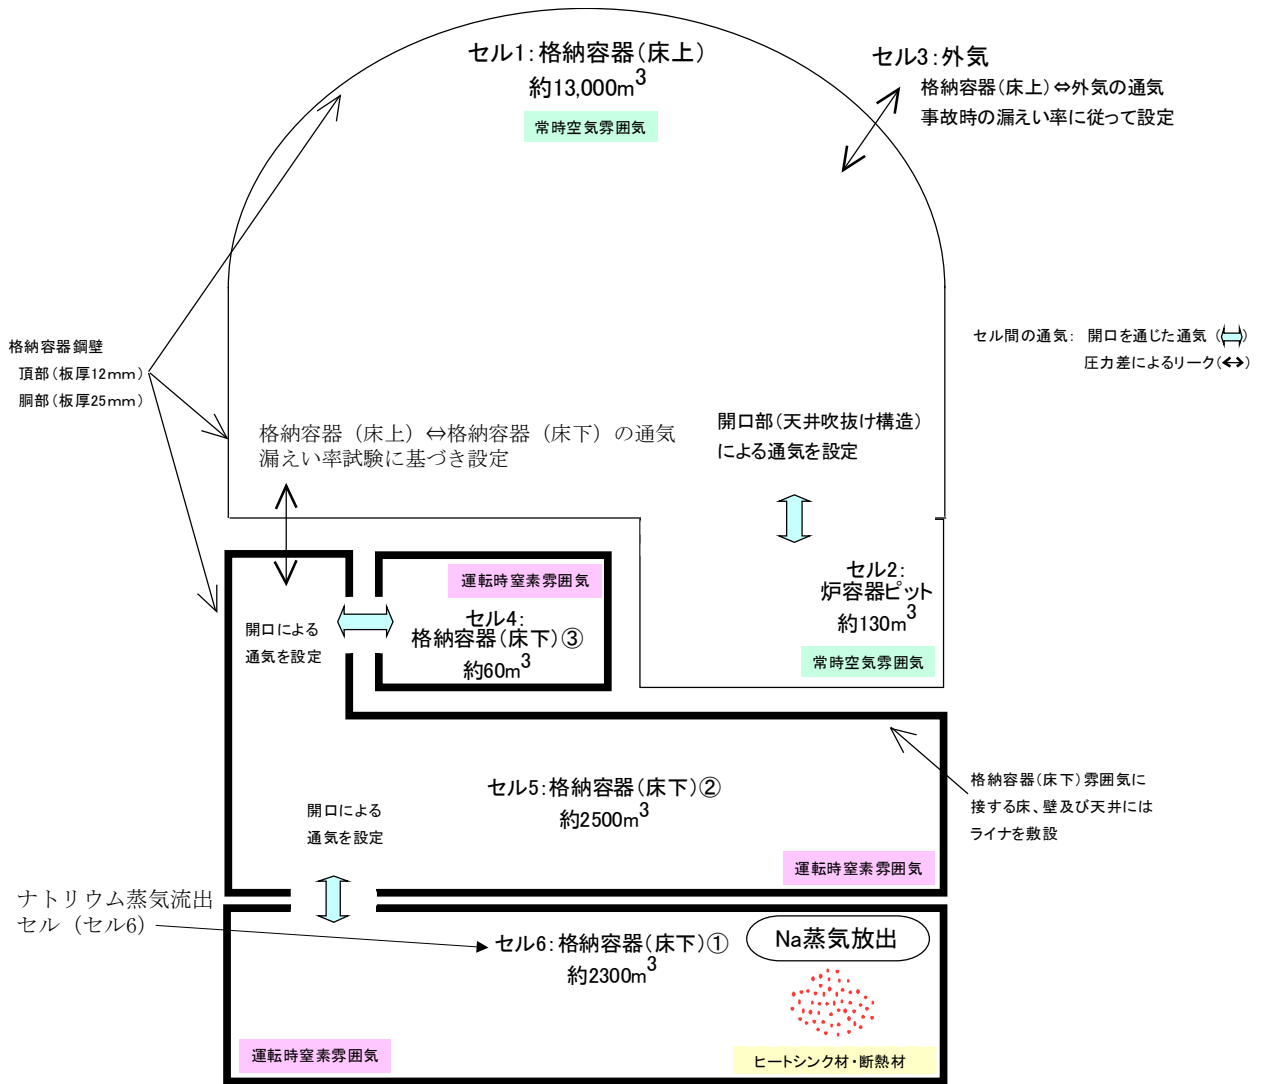 セル1：格納容器（床上）
約13,000m3
常時空気雰囲気
セル3：外気
格納容器（床上）⇔外気の通気
事故時の漏えい率に従って設定
格納容器鋼壁
頂部（板厚12mm）
胴部（板厚25mm）
セル間の通気： 開口を通じた通気（⇔）
圧力差によるリーク（↔）
格納容器（床上）⇔格納容器（床下）の通気
漏えい率試験に基づき設定
開口部（天井吹抜け構造）
による通気を設定
セル2：
炉容器ピット
約130m3
常時空気雰囲気
運転時窒素雰囲気
セル4：
格納容器（床下）③
約60m3
開口による
通気を設定
セル5：格納容器（床下）②
約2500m3
運転時窒素雰囲気
開口による
通気を設定
格納容器（床下）雰囲気に
接する床、壁及び天井には
ライナを敷設
ナトリウム蒸気流出
セル（セル6）
セル6：格納容器（床下）①
約2300m3
Na蒸気放出
運転時窒素雰囲気
ヒートシンク材・断熱材